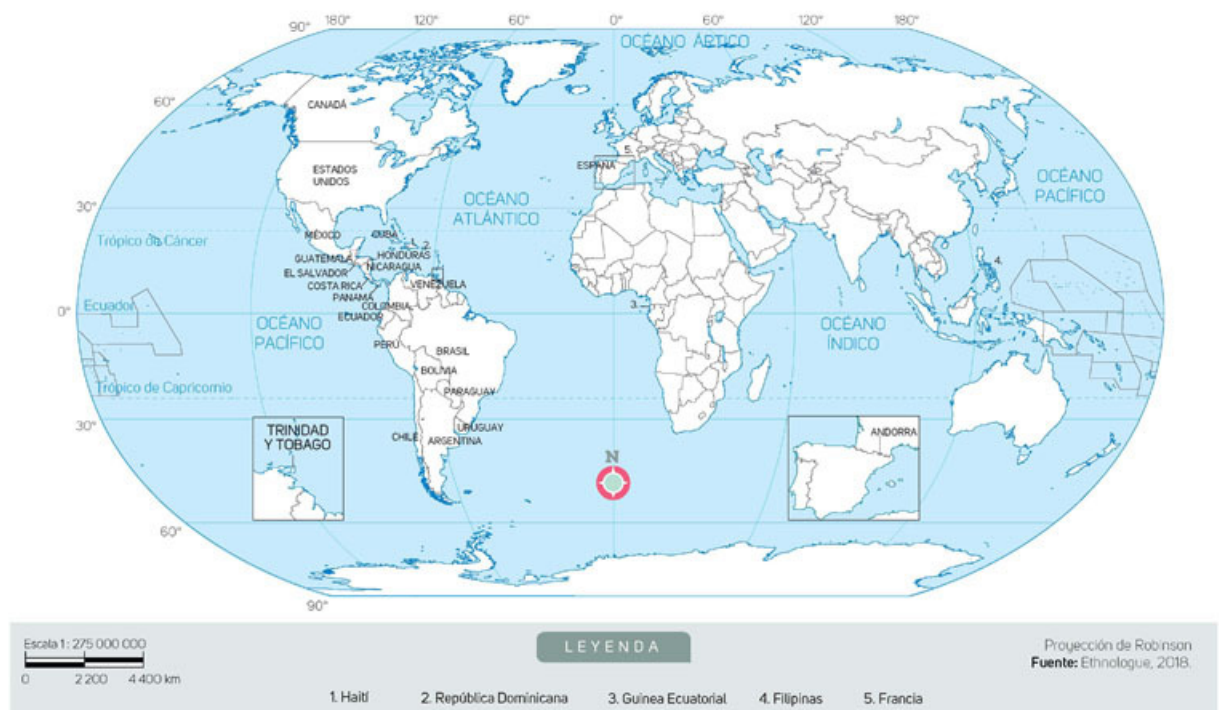 180° 120° 60° 0° 60° 120° 180°
90°
OCÉANO ÁRTICO
60°
CANADÁ
5.
ESPAÑA
ESTADOS
UNIDOS
OCÉANO
PACÍFICO
OCÉANO
ATLÁNTICO
30°
Trópico de Cáncer
MÉXICO
CUBA
1.
2.
HONDURAS
GUATEMALA
NICARAGUA
4.
EL SALVADOR
COSTA RICA
VENEZUELA
PANAMÁ
COLOMBIA
3.
Ecuador
0°
ECUADOR
OCÉANO
PACÍFICO
OCÉANO
ÍNDICO
PERÚ
BRASIL
BOLIVIA
Trópico de Capricornio
PARAGUAY
30°
URUGUAY
CHILE
ARGENTINA
TRINIDAD
Y TOBAGO
ANDORRA
N
60°
90°
Escala 1: 275 000 000
0 2 200 4 400 km
LEYENDA
Proyección de Robinson
Fuente: Ethnologue, 2018.
1. Haití 2. República Dominicana 3. Guinea Ecuatorial 4. Filipinas 5. Francia